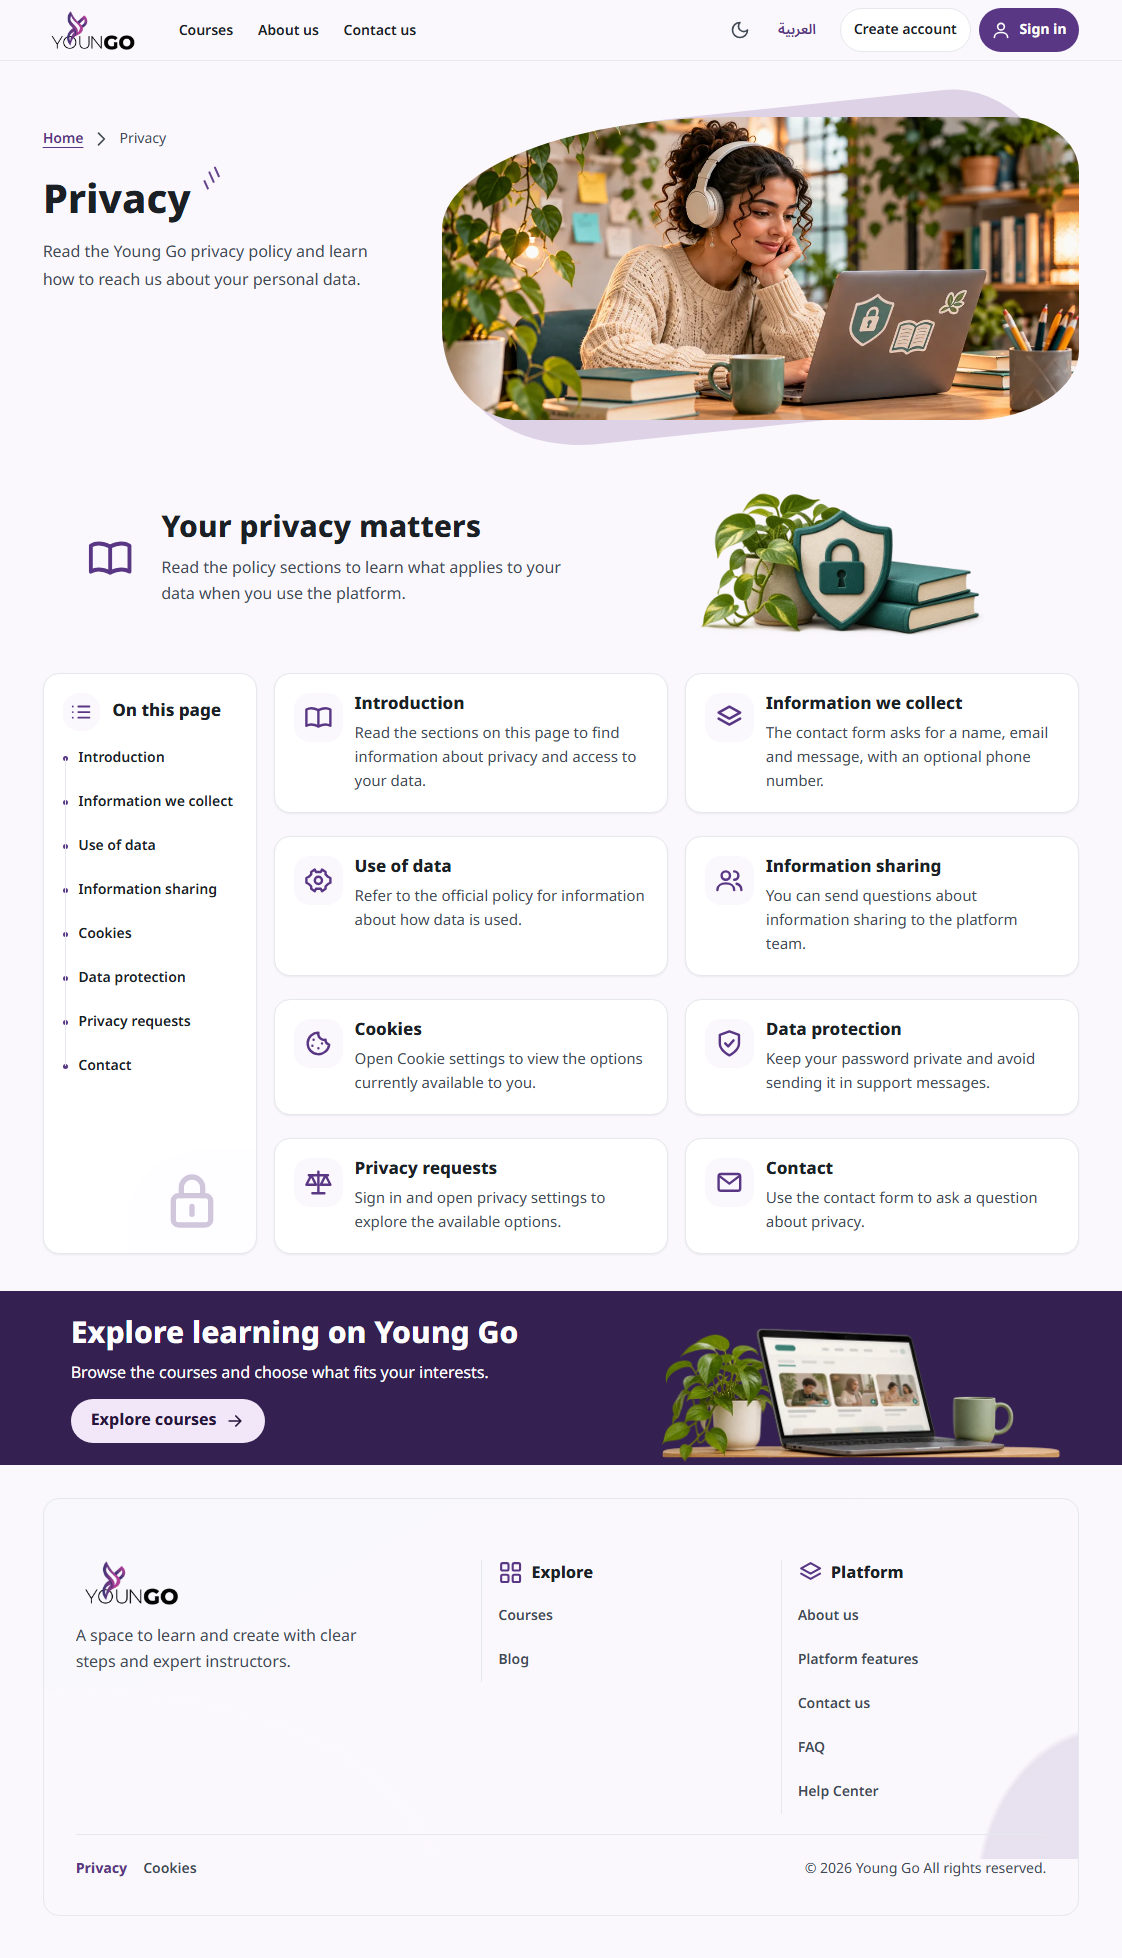 YOUNGO
Courses
About us
Contact us
العربية
Create account
Sign in
Home
Privacy
Privacy
Read the Young Go privacy policy and learn
how to reach us about your personal data.
Your privacy matters
Read the policy sections to learn what applies to your
data when you use the platform.
On this page
Introduction
Information we collect
Use of data
Information sharing
Cookies
Data protection
Privacy requests
Contact
Introduction
Read the sections on this page to find
information about privacy and access to
your data.
Information we collect
The contact form asks for a name, email
and message, with an optional phone
number.
Use of data
Refer to the official policy for information
about how data is used.
Information sharing
You can send questions about
information sharing to the platform
team.
Cookies
Open Cookie settings to view the options
currently available to you.
Data protection
Keep your password private and avoid
sending it in support messages.
Privacy requests
Sign in and open privacy settings to
explore the available options.
Contact
Use the contact form to ask a question
about privacy.
Explore learning on Young Go
Browse the courses and choose what fits your interests.
Explore courses
YOUNGO
A space to learn and create with clear
steps and expert instructors.
Explore
Courses
Blog
Platform
About us
Platform features
Contact us
FAQ
Help Center
Privacy
Cookies
© 2026 Young Go All rights reserved.